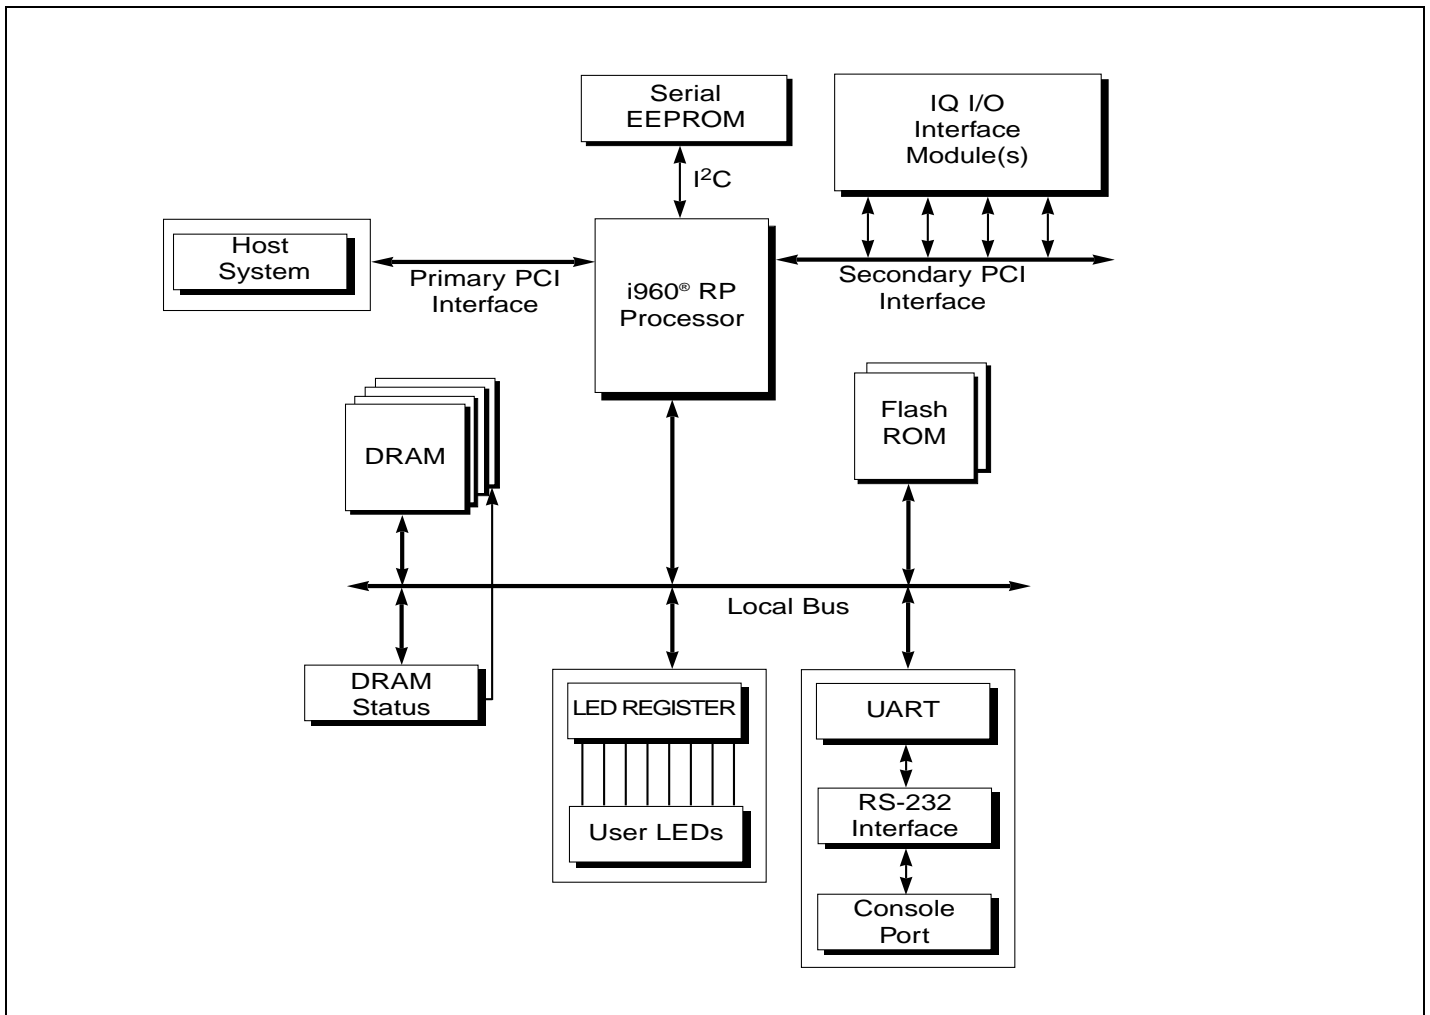 Serial
EEPROM
IQ I/O
Interface
Module(s)
I²C
Host
System
Primary PCI
Interface
i960® RP
Processor
Secondary PCI
Interface
DRAM
Flash
ROM
Local Bus
DRAM
Status
LED REGISTER
User LEDs
UART
RS-232
Interface
Console
Port